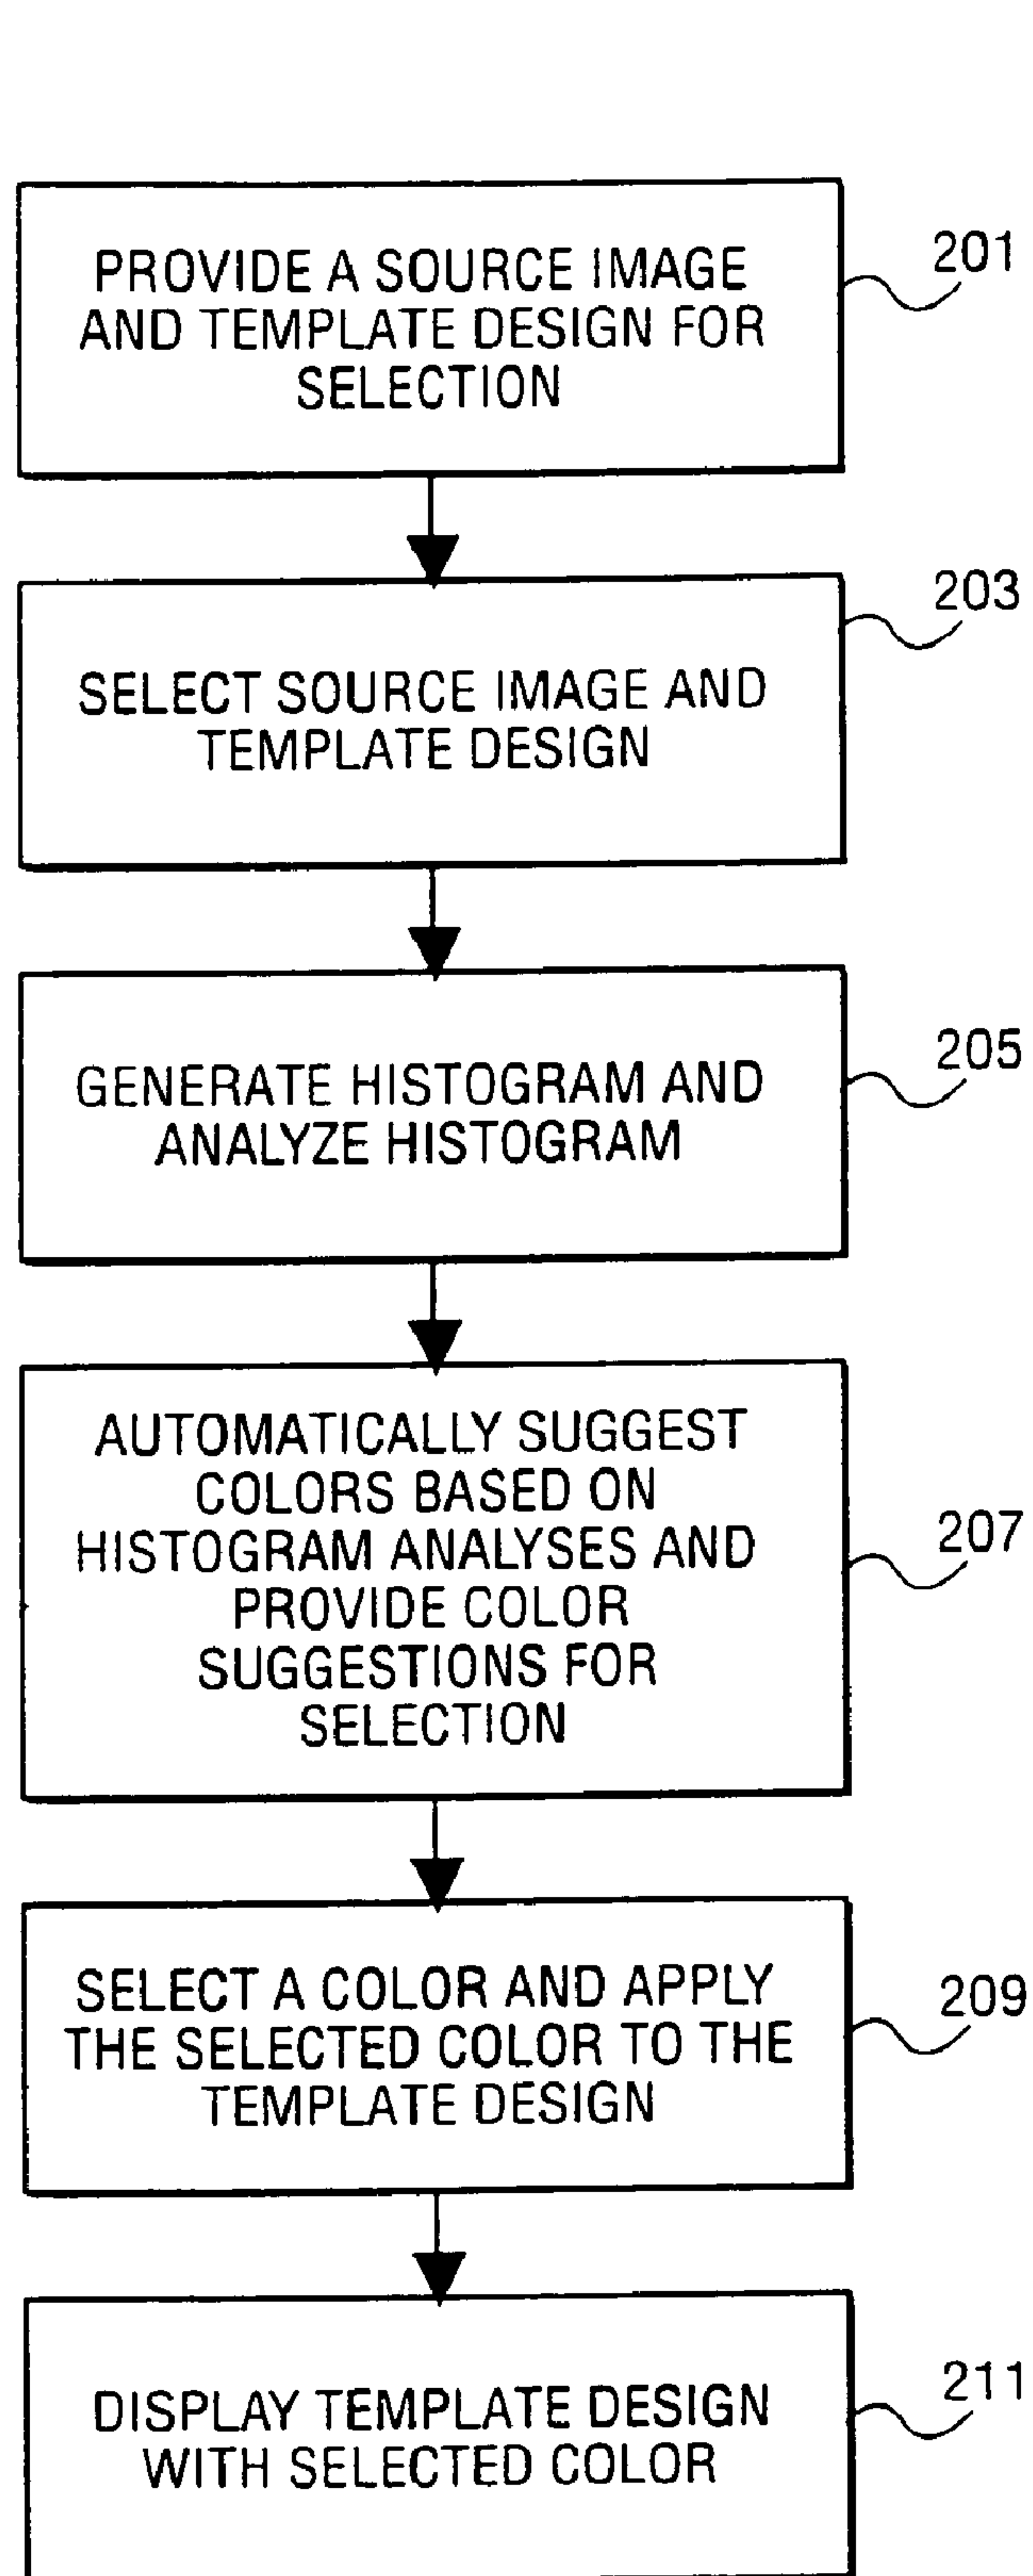 PROVIDE A SOURCE IMAGE
AND TEMPLATE DESIGN FOR
SELECTION
201
SELECT SOURCE IMAGE AND
TEMPLATE DESIGN
203
GENERATE HISTOGRAM AND
ANALYZE HISTOGRAM
205
AUTOMATICALLY SUGGEST
COLORS BASED ON
HISTOGRAM ANALYSES AND
PROVIDE COLOR
SUGGESTIONS FOR
SELECTION
207
SELECT A COLOR AND APPLY
THE SELECTED COLOR TO THE
TEMPLATE DESIGN
209
DISPLAY TEMPLATE DESIGN
WITH SELECTED COLOR
211